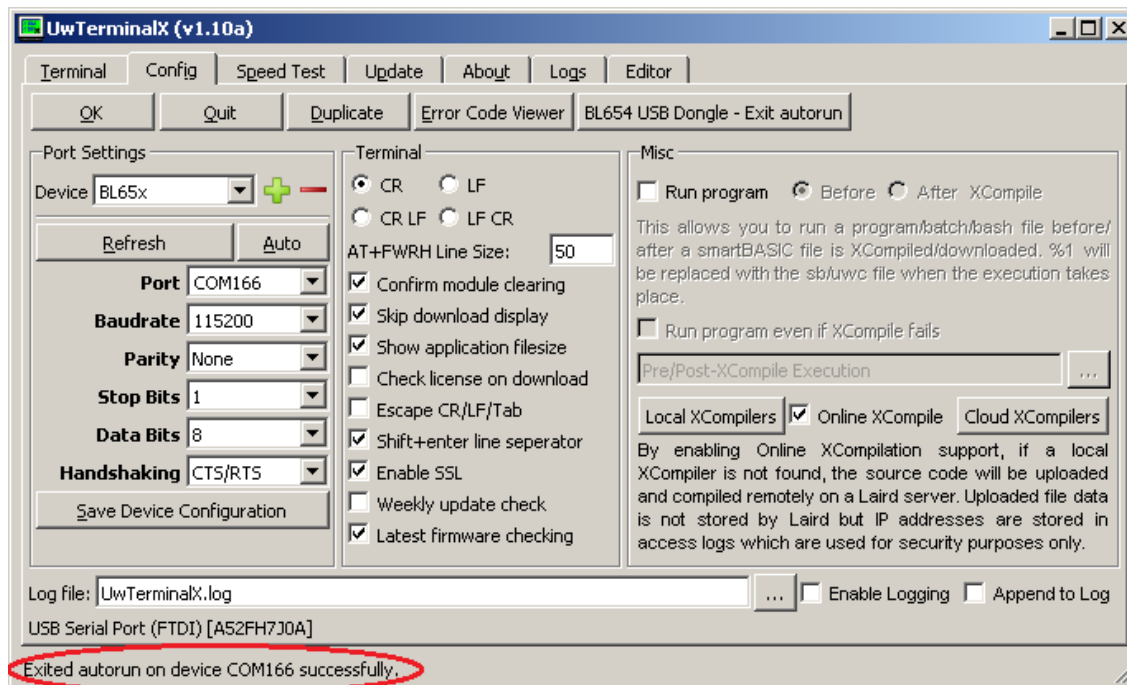 UwTerminalX (v1.10a)
Terminal Config Speed Test Update About Logs Editor
OK Quit Duplicate Error Code Viewer BL654 USB Dongle - Exit autorun
Port Settings
Device BL65x
Refresh Auto
Port COM166
Baudrate 115200
Parity None
Stop Bits 1
Data Bits 8
Handshaking CTS/RTS
Save Device Configuration
Terminal
CR LF
CR LF LF CR
AT+FWRH Line Size: 50
Confirm module clearing
Skip download display
Show application filesize
Check license on download
Escape CR/LF/Tab
Shift+enter line seperator
Enable SSL
Weekly update check
Latest firmware checking
Misc
Run program Before After XCompile
This allows you to run a program/batch/bash file before/
after a smartBASIC file is XCompiled/downloaded. %1 will
be replaced with the sb/uwc file when the execution takes
place.
Run program even if XCompile fails
Pre/Post-XCompile Execution ...
Local XCompilers Online XCompile Cloud XCompilers
By enabling Online XCompilation support, if a local
XCompiler is not found, the source code will be uploaded
and compiled remotely on a Laird server. Uploaded file data
is not stored by Laird but IP addresses are stored in
access logs which are used for security purposes only.
Log file: UwTerminalX.log ... Enable Logging Append to Log
USB Serial Port (FTDI) [A52FH7J0A]
Exited autorun on device COM166 successfully.